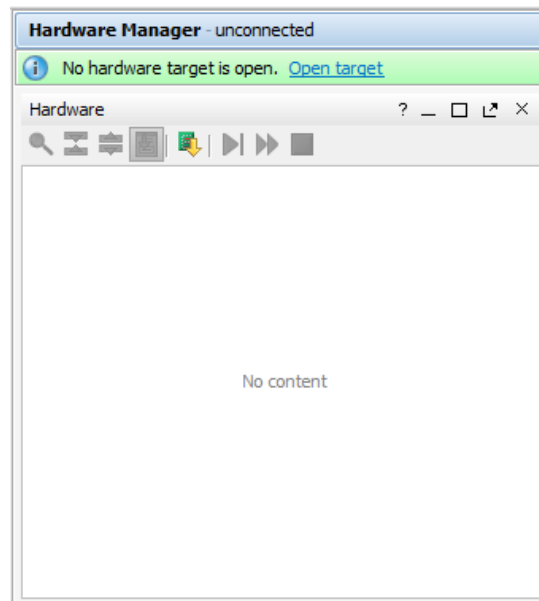 Hardware Manager - unconnected
No hardware target is open. Open target
Hardware
No content